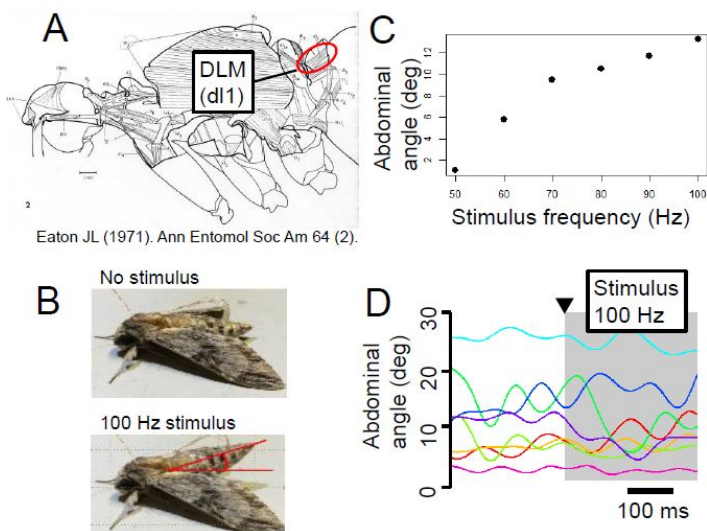 A
DLM
(dl1)
2
Eaton JL (1971). Ann Entomol Soc Am 64 (2).
B
No stimulus
100 Hz stimulus
C
Abdominal
angle (deg)
12
10
8
6
4
2
50 60 70 80 90 100
Stimulus frequency (Hz)
D
Stimulus
100 Hz
Abdominal
angle (deg)
30
20
10
0
100 ms